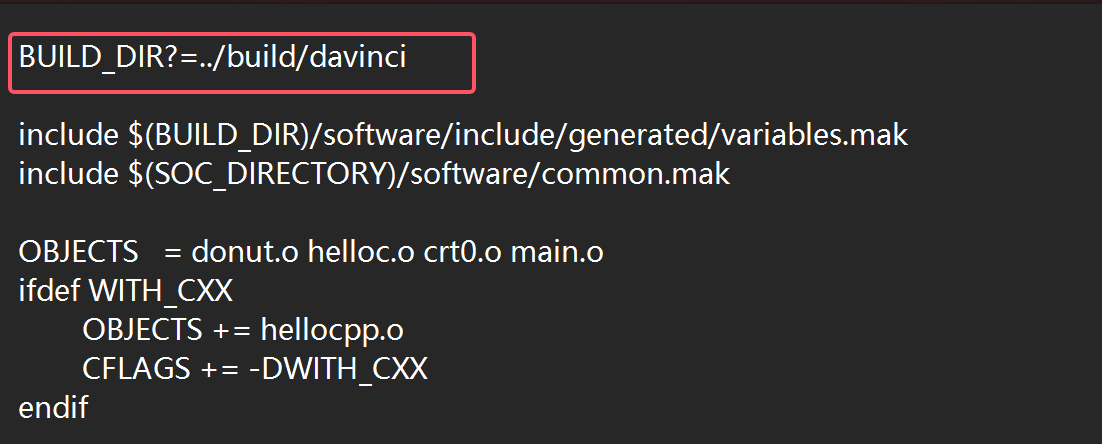 BUILD_DIR?=../build/davinci
include $(BUILD_DIR)/software/include/generated/variables.mak
include $(SOC_DIRECTORY)/software/common.mak
OBJECTS   = donut.o helloc.o crt0.o main.o
ifdef WITH_CXX
        OBJECTS += hellocpp.o
        CFLAGS += -DWITH_CXX
endif